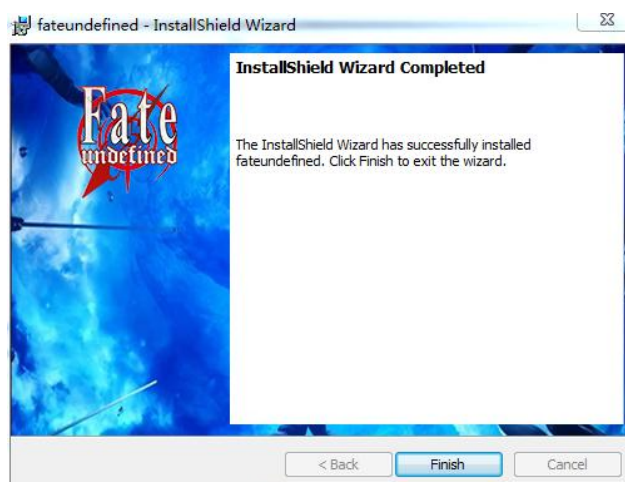 fateundefined - InstallShield Wizard
InstallShield Wizard Completed
Fate
undefined
The InstallShield Wizard has successfully installed
fateundefined. Click Finish to exit the wizard.
< Back
Finish
Cancel